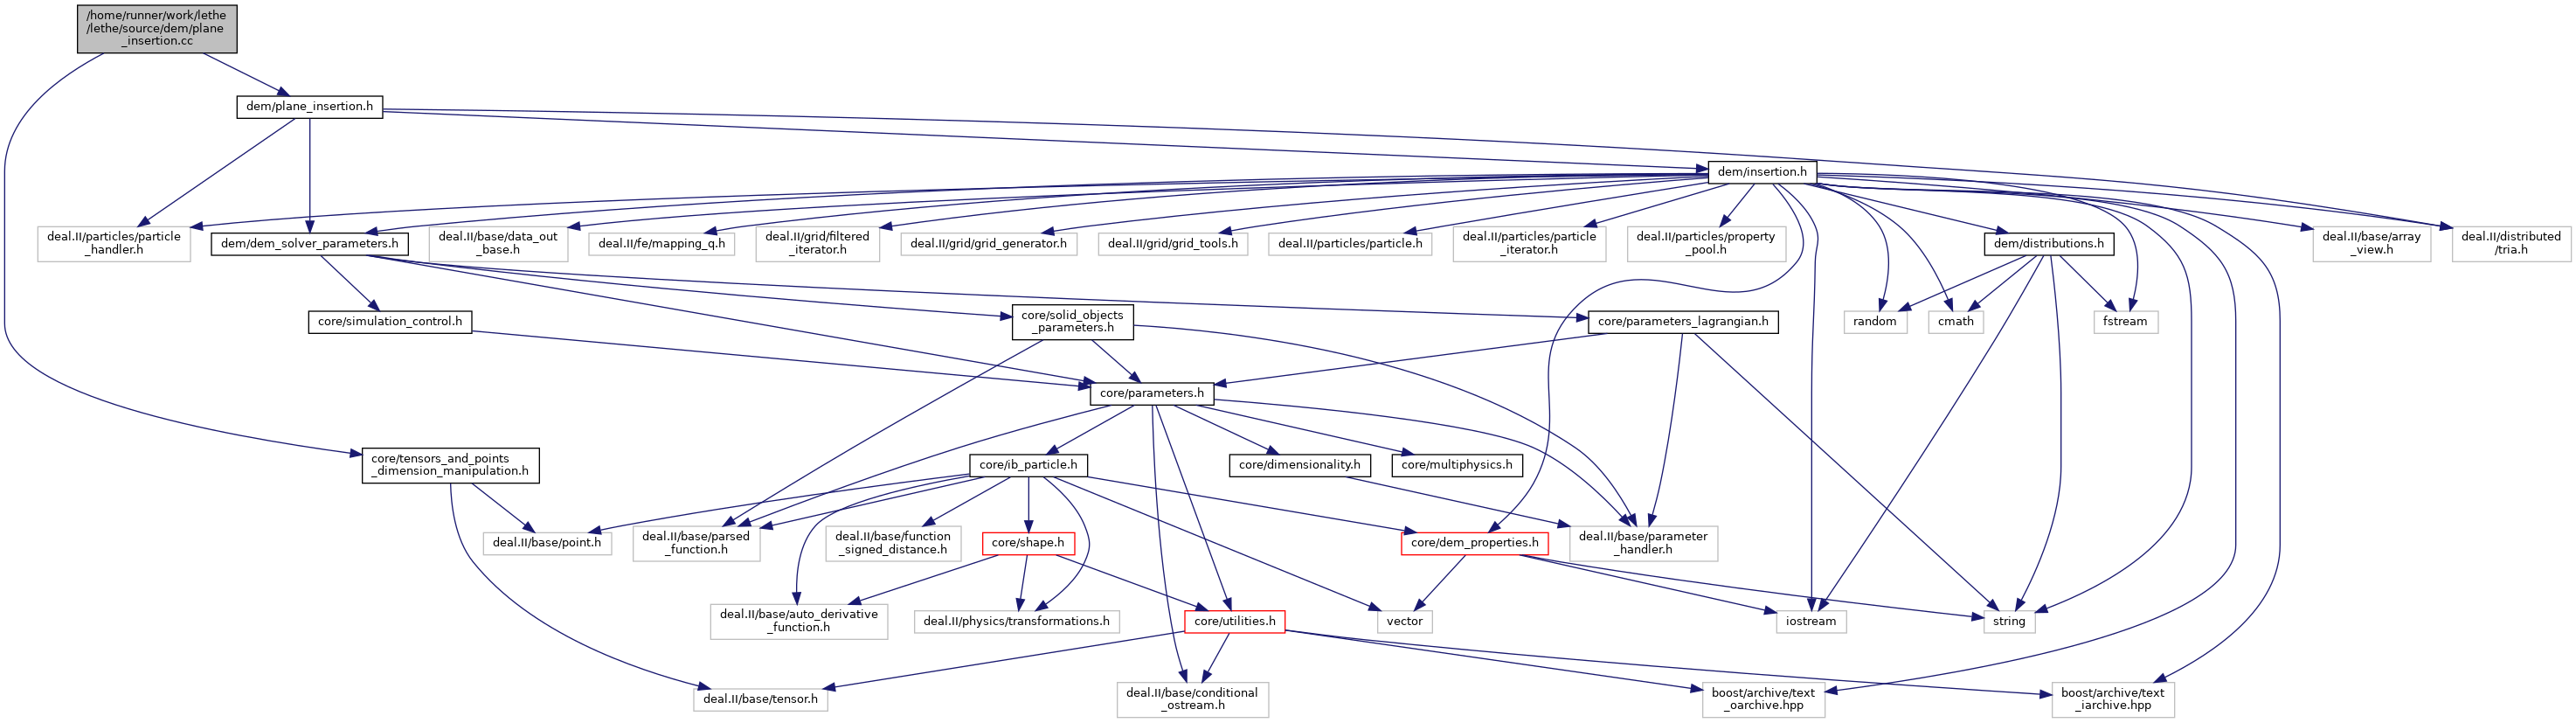 /home/runner/work/lethe
/lethe/source/dem/plane
_insertion.cc
dem/plane_insertion.h
dem/insertion.h
deal.II/particles/particle
_handler.h
dem/dem_solver_parameters.h
deal.II/base/data_out
_base.h
deal.II/fe/mapping_q.h
deal.II/grid/filtered
_iterator.h
deal.II/grid/grid_generator.h
deal.II/grid/grid_tools.h
deal.II/particles/particle.h
deal.II/particles/particle
_iterator.h
deal.II/particles/property
_pool.h
dem/distributions.h
deal.II/base/array
_view.h
deal.II/distributed
/tria.h
core/simulation_control.h
core/solid_objects
_parameters.h
core/parameters_lagrangian.h
random
cmath
fstream
core/parameters.h
core/tensors_and_points
_dimension_manipulation.h
core/ib_particle.h
core/dimensionality.h
core/multiphysics.h
deal.II/base/point.h
deal.II/base/parsed
_function.h
deal.II/base/function
_signed_distance.h
core/shape.h
core/dem_properties.h
deal.II/base/parameter
_handler.h
deal.II/base/auto_derivative
_function.h
deal.II/physics/transformations.h
core/utilities.h
vector
iostream
string
deal.II/base/tensor.h
deal.II/base/conditional
_ostream.h
boost/archive/text
_oarchive.hpp
boost/archive/text
_iarchive.hpp